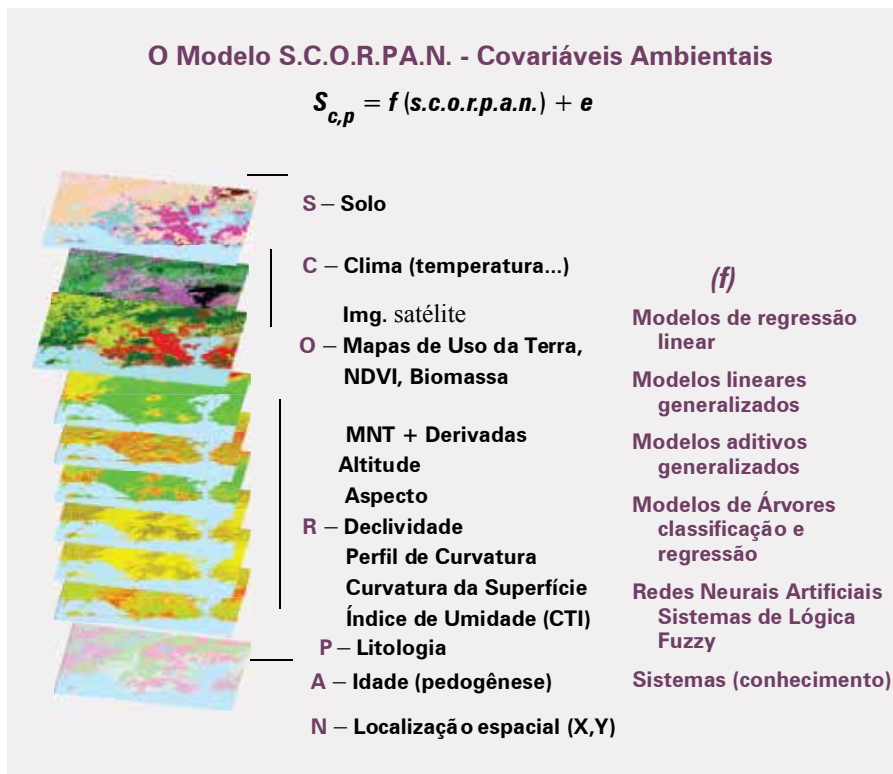 O Modelo S.C.O.R.P.A.N. - Covariáveis Ambientais
S c,p = f (s.c.o.r.p.a.n.) + e
S – Solo
C – Clima (temperatura...)
Img. satélite
O – Mapas de Uso da Terra,
NDVI, Biomassa
MNT + Derivadas
Altitude
Aspecto
R – Declividade
Perfil de Curvatura
Curvatura da Superfície
Índice de Umidade (CTI)
P – Litologia
A – Idade (pedogênese)
N – Localização espacial (X,Y)
(f)
Modelos de regressão
linear
Modelos lineares
generalizados
Modelos aditivos
generalizados
Modelos de Árvores
classificação e
regressão
Redes Neurais Artificiais
Sistemas de Lógica
Fuzzy
Sistemas (conhecimento)